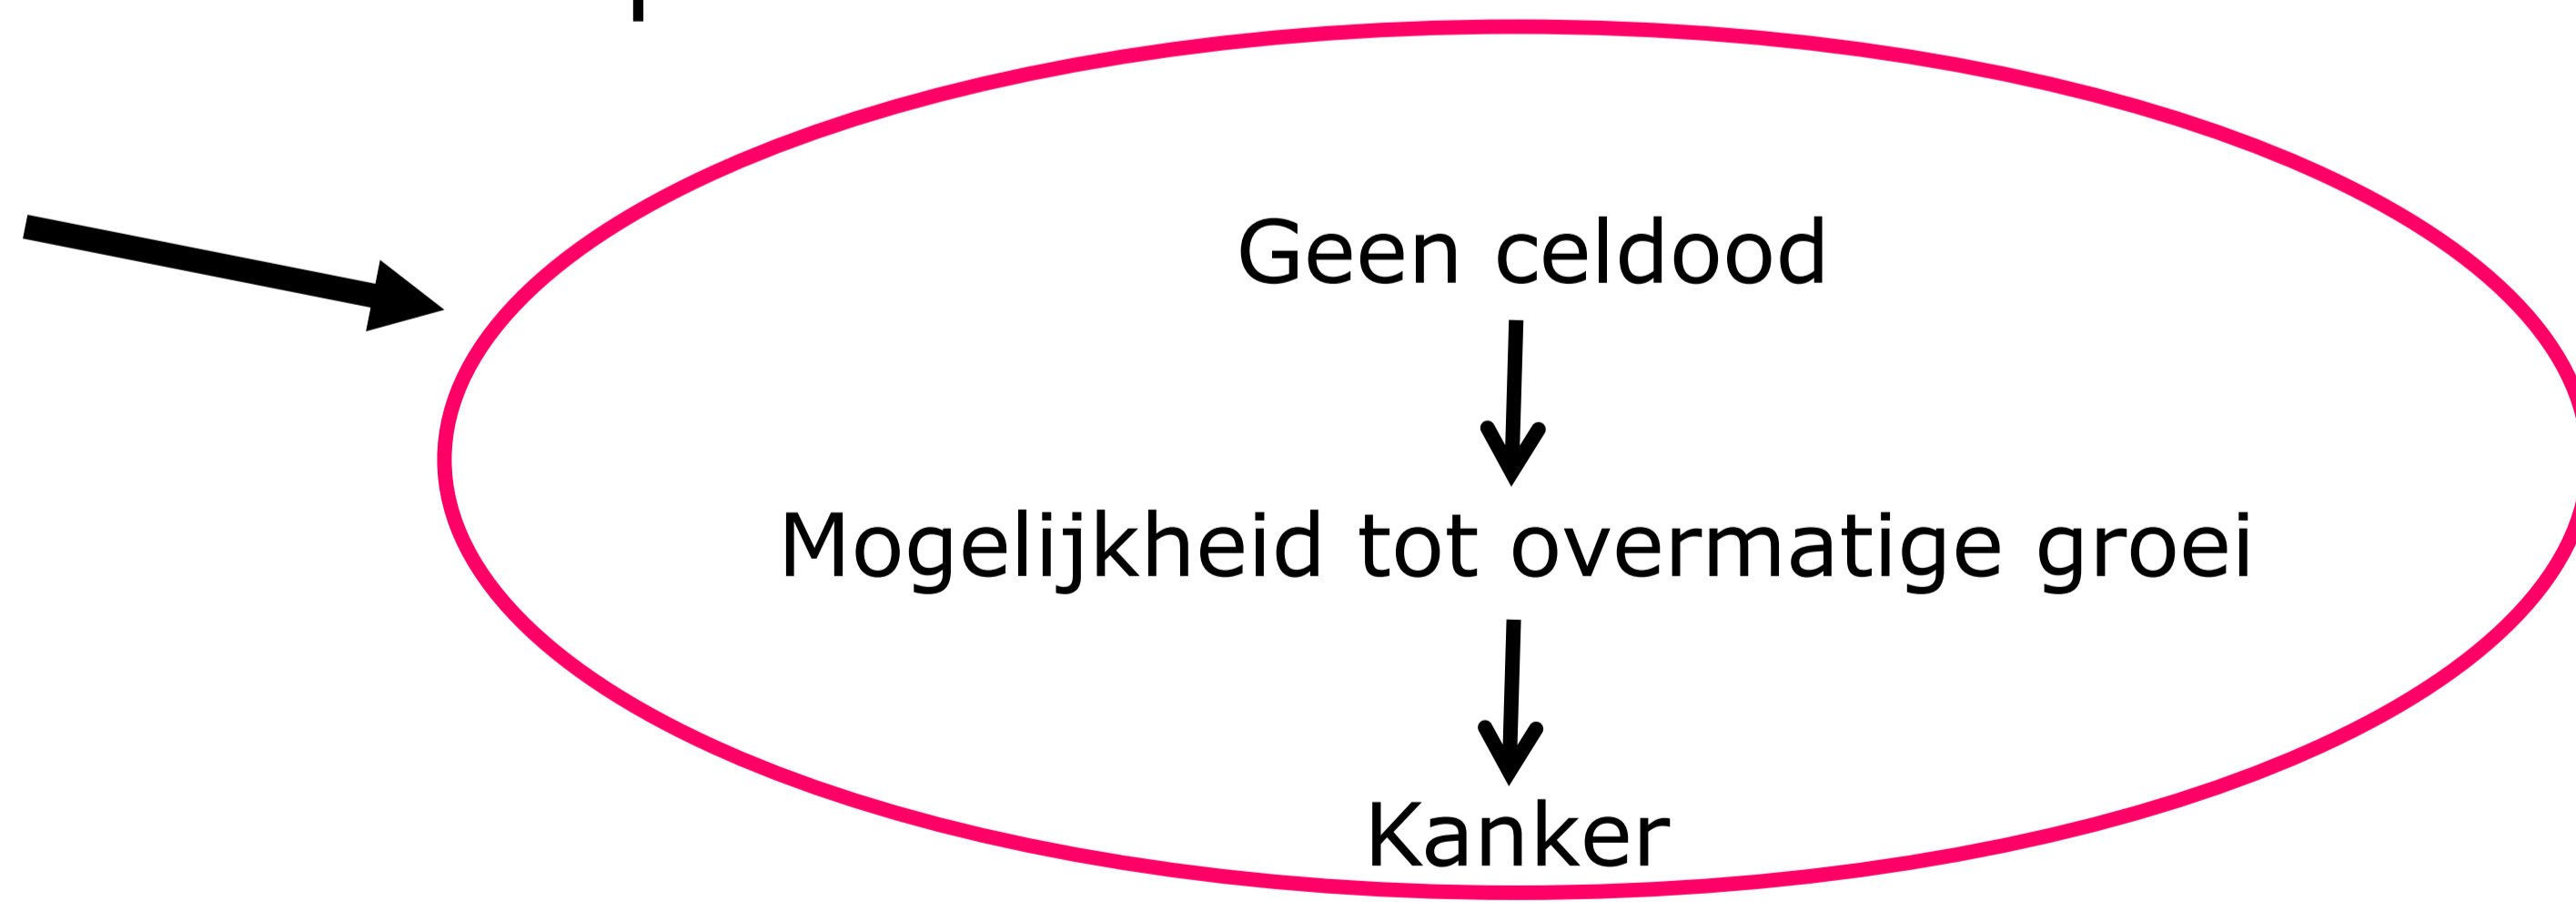 Geen celdood
Mogelijkheid tot overmatige groei
Kanker